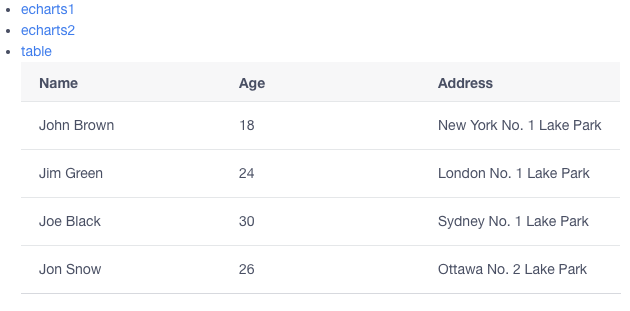 echarts1
echarts2
table
Name Age Address
John Brown 18 New York No. 1 Lake Park
Jim Green 24 London No. 1 Lake Park
Joe Black 30 Sydney No. 1 Lake Park
Jon Snow 26 Ottawa No. 2 Lake Park